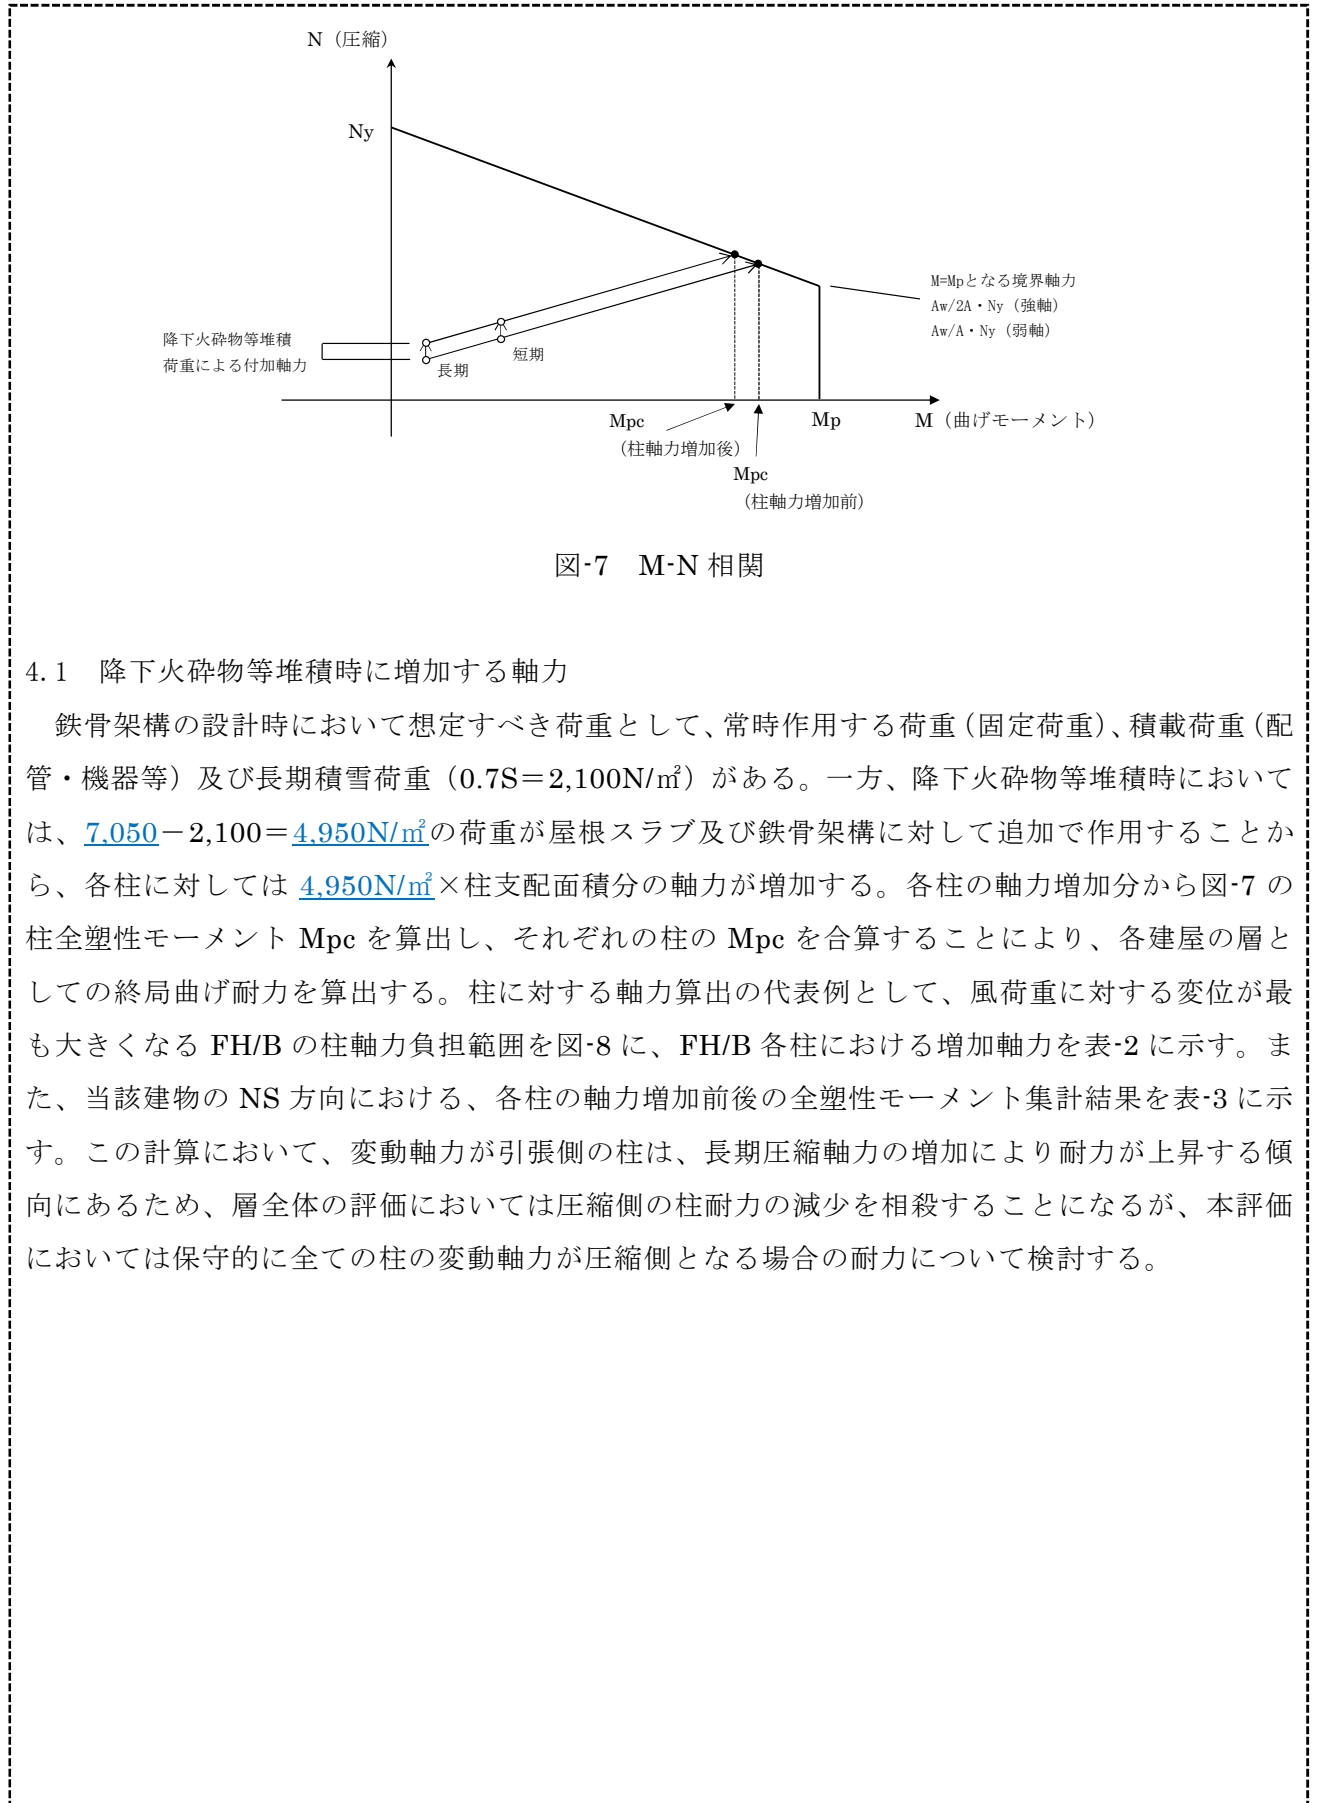 N（圧縮）
Ny
M=Mpとなる境界軸力
Aw/2A・Ny（強軸）
Aw/A・Ny（弱軸）
降下火砕物等堆積
荷重による付加軸力
短期
長期
Mpc
（柱軸力増加後）
Mp
M（曲げモーメント）
Mpc
（柱軸力増加前）
図-7　M-N 相関
4.1　降下火砕物等堆積時に増加する軸力
　鉄骨架構の設計時において想定すべき荷重として、常時作用する荷重（固定荷重）、積載荷重（配
管・機器等）及び長期積雪荷重（0.7S＝2,100N/㎡）がある。一方、降下火砕物等堆積時において
は、7,050－2,100＝4,950N/㎡の荷重が屋根スラブ及び鉄骨架構に対して追加で作用することか
ら、各柱に対しては 4,950N/㎡×柱支配面積分の軸力が増加する。各柱の軸力増加分から図-7 の
柱全塑性モーメント Mpc を算出し、それぞれの柱の Mpc を合算することにより、各建屋の層と
しての終局曲げ耐力を算出する。柱に対する軸力算出の代表例として、風荷重に対する変位が最
も大きくなる FH/B の柱軸力負担範囲を図-8 に、FH/B 各柱における増加軸力を表-2 に示す。ま
た、当該建物の NS 方向における、各柱の軸力増加前後の全塑性モーメント集計結果を表-3 に示
す。この計算において、変動軸力が引張側の柱は、長期圧縮軸力の増加により耐力が上昇する傾
向にあるため、層全体の評価においては圧縮側の柱耐力の減少を相殺することになるが、本評価
においては保守的に全ての柱の変動軸力が圧縮側となる場合の耐力について検討する。